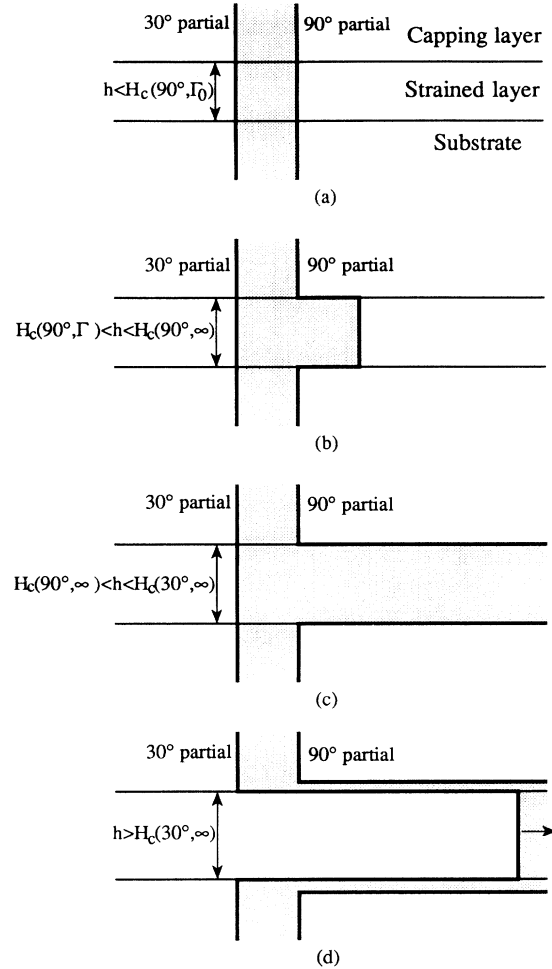 30° partial 90° partial Capping layer
h<Hc(90°,Γ0) Strained layer
Substrate
(a)
30° partial 90° partial
Hc(90°,Γ )<h<Hc(90°,∞)
(b)
30° partial 90° partial
Hc(90°,∞)<h<Hc(30°,∞)
(c)
30° partial 90° partial
h>Hc(30°,∞)
(d)